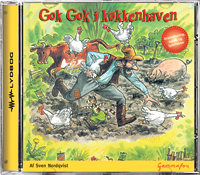 Gok Gok i køkkenhaven
LYDBOG
Af Sven Nordqvist
Gammafon